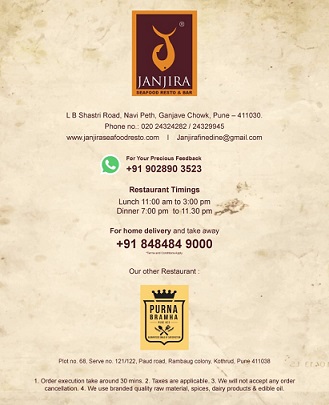 JANJIRA
SEAFOOD RESTO & BAR
L B Shastri Road, Navi Peth, Ganjave Chowk, Pune – 411030.
Phone no.: 020 24324282 / 24329945
www.janjiraseafoodresto.com I Janjirafinedine@gmail.com
For Your Precious Feedback
+91 902890 3523
Restaurant Timings
Lunch 11:00 am to 3:00 pm
Dinner 7:00 pm to 11.30 pm
For home delivery and take away
+91 848484 9000
*Terms and Conditions Apply
Our other Restaurant :
PURNA
BRAMHA
Plot no. 68, Serve no. 121/122, Paud road, Rambaug colony, Kothrud, Pune 411038
1. Order execution take around 30 mins. 2. Taxes are applicable. 3. We will not accept any order
cancellation. 4. We use branded quality raw material, spices, dairy products & edible oil.